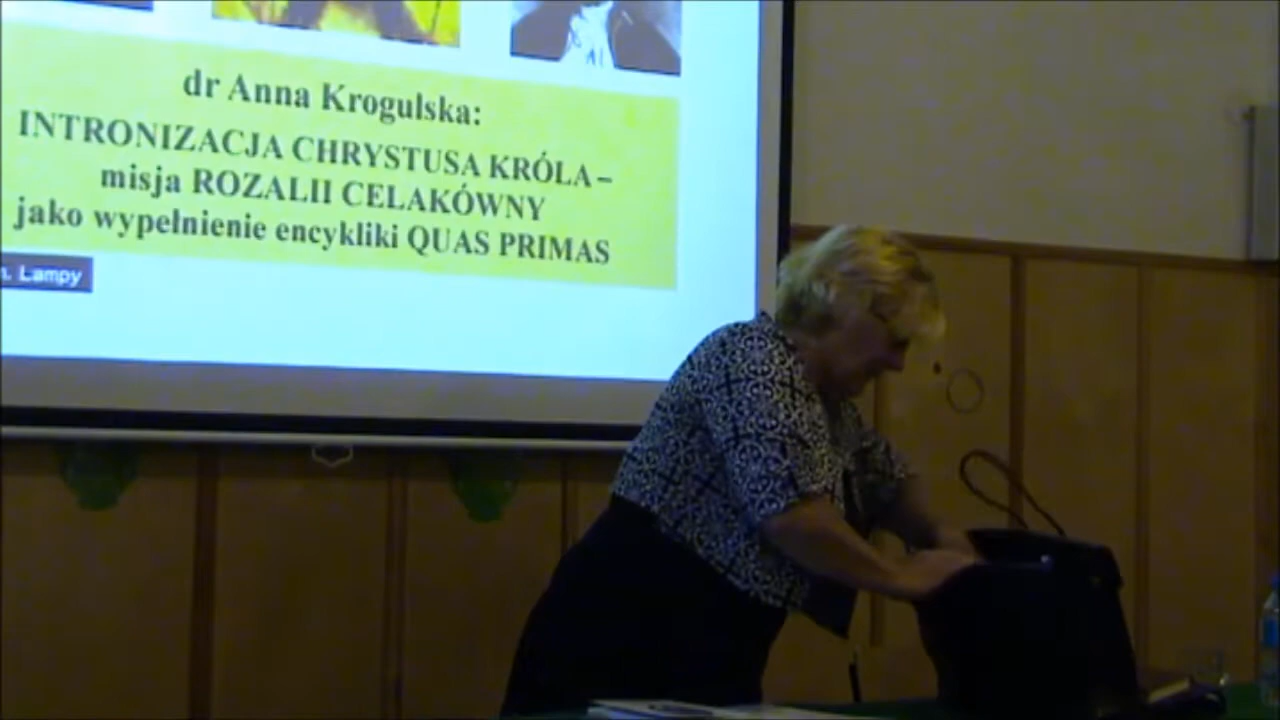 dr Anna Krogulska:
INTRONIZACJA CHRYSTUSA KRÓLA –
misja ROZALII CELAKÓWNY
jako wypełnienie encykliki QUAS PRIMAS
n. Lampy